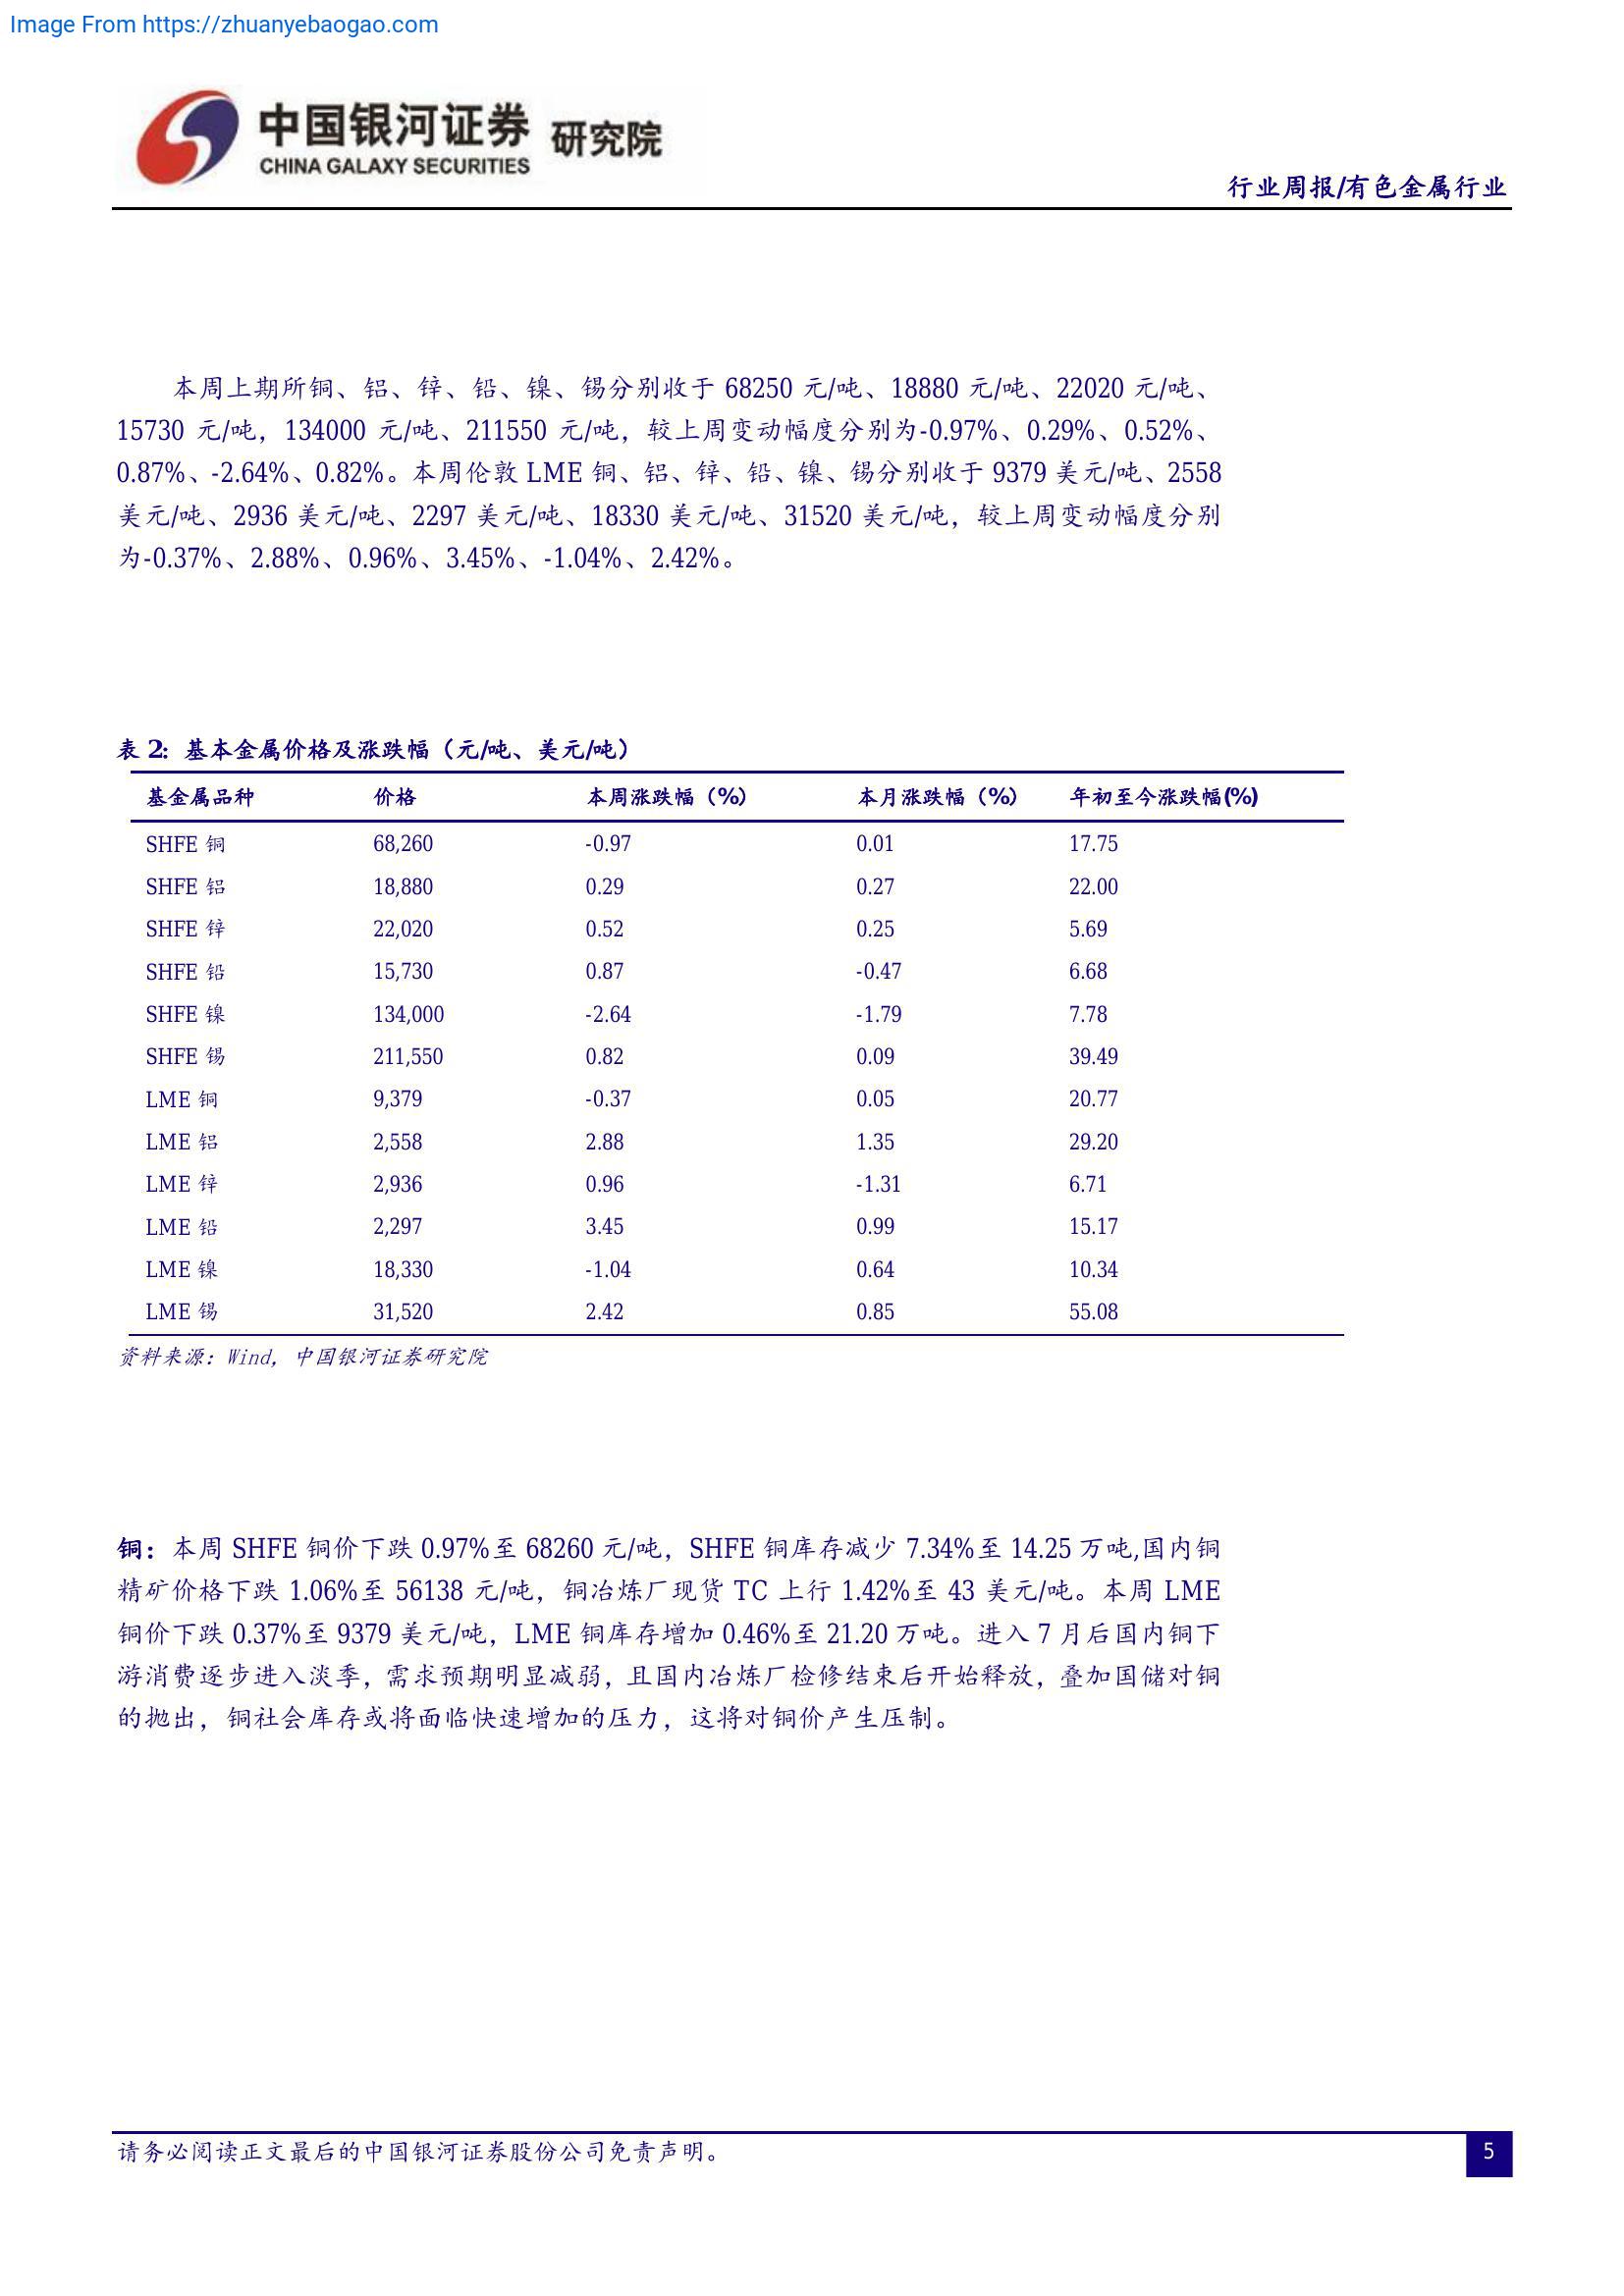 Image From https://zhuanyebaogao.com
中国银河证券 研究院
CHINA GALAXY SECURITIES
行业周报/有色金属行业
本周上期所铜、铝、锌、铅、镍、锡分别收于 68250 元/吨、18880 元/吨、22020 元/吨、
15730 元/吨，134000 元/吨、211550 元/吨，较上周变动幅度分别为-0.97%、0.29%、0.52%、
0.87%、-2.64%、0.82%。本周伦敦 LME 铜、铝、锌、铅、镍、锡分别收于 9379 美元/吨、2558
美元/吨、2936 美元/吨、2297 美元/吨、18330 美元/吨、31520 美元/吨，较上周变动幅度分别
为-0.37%、2.88%、0.96%、3.45%、-1.04%、2.42%。
表 2: 基本金属价格及涨跌幅（元/吨、美元/吨）
基金属品种 价格 本周涨跌幅（%） 本月涨跌幅（%） 年初至今涨跌幅(%)
SHFE 铜 68,260 -0.97 0.01 17.75
SHFE 铝 18,880 0.29 0.27 22.00
SHFE 锌 22,020 0.52 0.25 5.69
SHFE 铅 15,730 0.87 -0.47 6.68
SHFE 镍 134,000 -2.64 -1.79 7.78
SHFE 锡 211,550 0.82 0.09 39.49
LME 铜 9,379 -0.37 0.05 20.77
LME 铝 2,558 2.88 1.35 29.20
LME 锌 2,936 0.96 -1.31 6.71
LME 铅 2,297 3.45 0.99 15.17
LME 镍 18,330 -1.04 0.64 10.34
LME 锡 31,520 2.42 0.85 55.08
资料来源：Wind，中国银河证券研究院
铜：本周 SHFE 铜价下跌 0.97%至 68260 元/吨，SHFE 铜库存减少 7.34%至 14.25 万吨,国内铜
精矿价格下跌 1.06%至 56138 元/吨，铜冶炼厂现货 TC 上行 1.42%至 43 美元/吨。本周 LME
铜价下跌 0.37%至 9379 美元/吨，LME 铜库存增加 0.46%至 21.20 万吨。进入 7 月后国内铜下
游消费逐步进入淡季，需求预期明显减弱，且国内冶炼厂检修结束后开始释放，叠加国储对铜
的抛出，铜社会库存或将面临快速增加的压力，这将对铜价产生压制。
请务必阅读正文最后的中国银河证券股份公司免责声明。
5